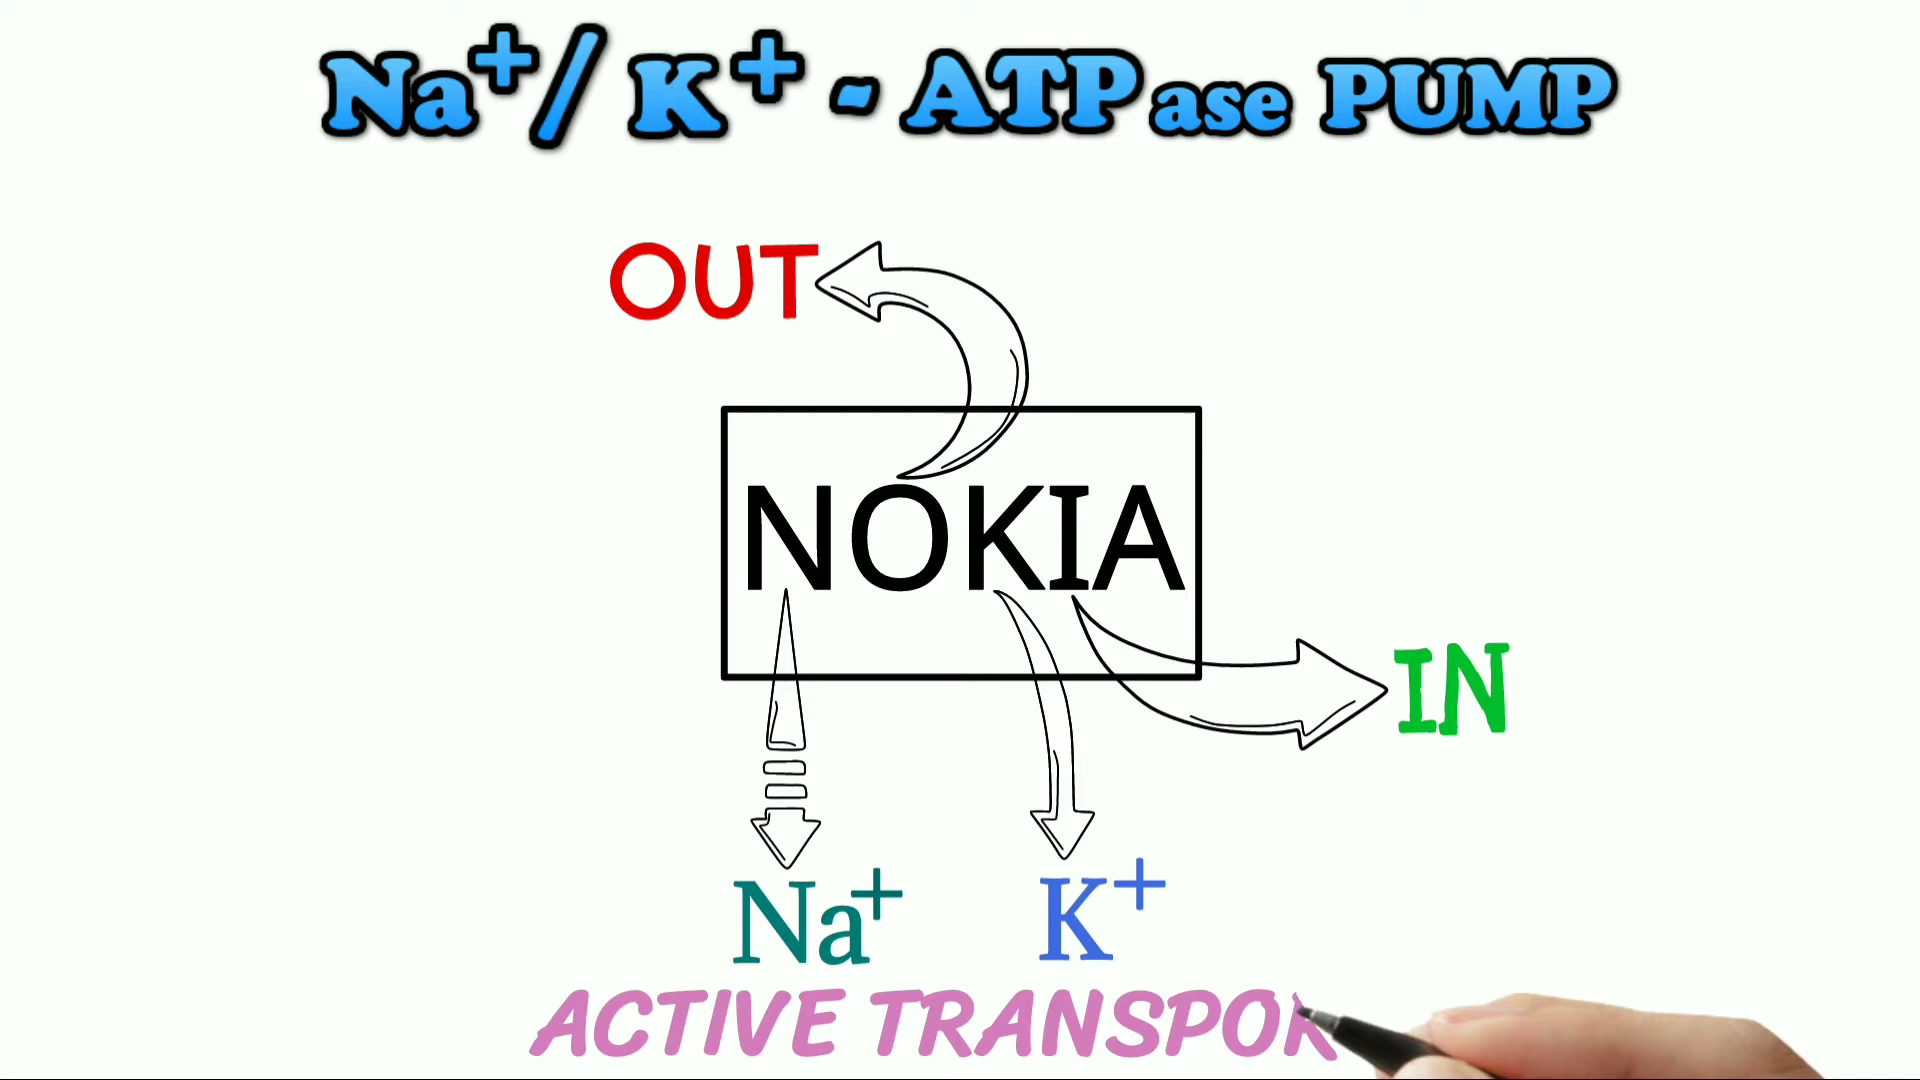 Na⁺/ K⁺ - ATPase PUMP
OUT
NOKIA
IN
Na⁺ K⁺
ACTIVE TRANSPOR